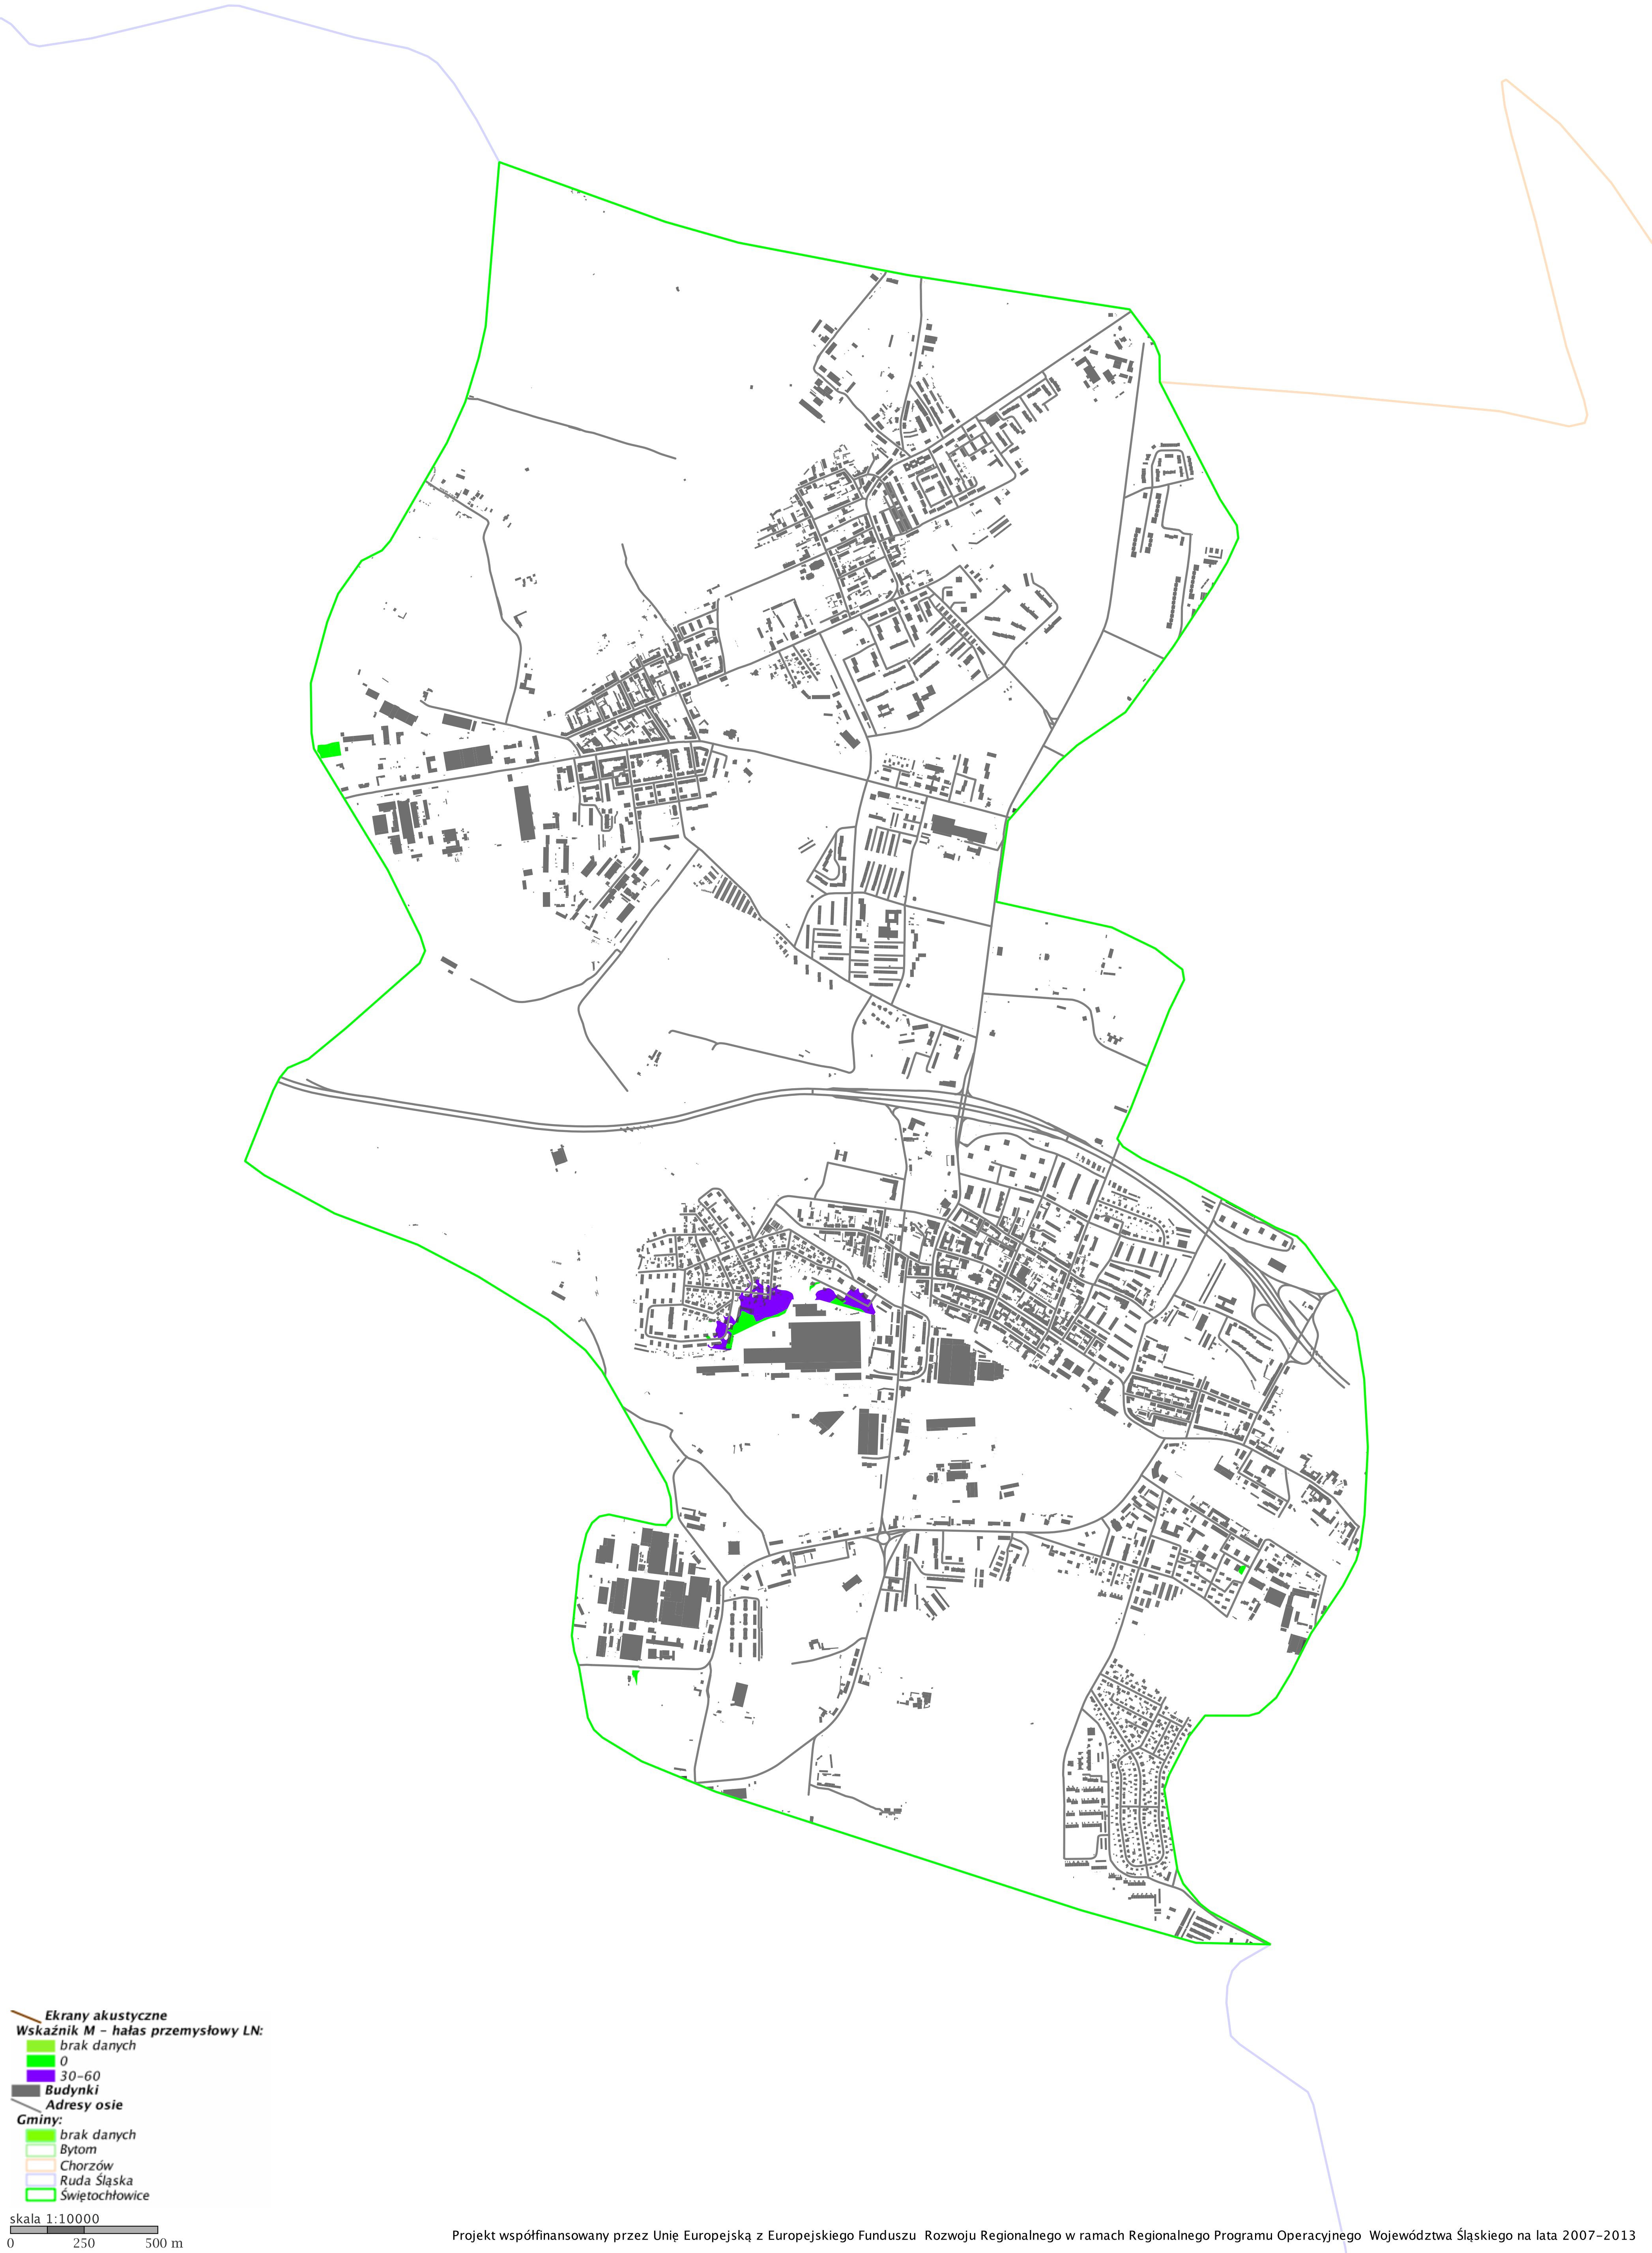 Ekrany akustyczne
Wskaźnik M - hałas przemysłowy LN:
brak danych
0
30-60
Budynki
Adresy osie
Gminy:
brak danych
Bytom
Chorzów
Ruda Śląska
Świętochłowice
skala 1:10000
0 250 500 m
Projekt współfinansowany przez Unię Europejską z Europejskiego Funduszu Rozwoju Regionalnego w ramach Regionalnego Programu Operacyjnego Województwa Śląskiego na lata 2007-2013